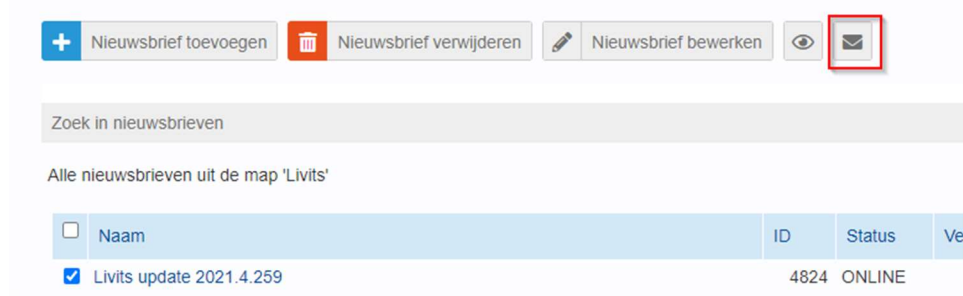 Nieuwsbrief toevoegen Nieuwsbrief verwijderen Nieuwsbrief bewerken
Zoek in nieuwsbrieven
Alle nieuwsbrieven uit de map 'Livits'
Naam ID Status Ve
Livits update 2021.4.259 4824 ONLINE